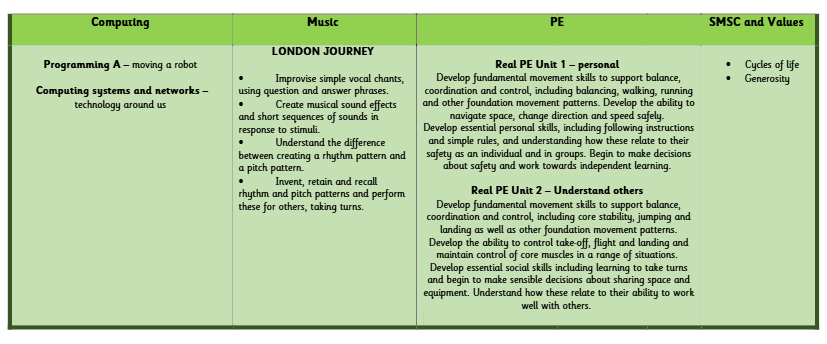 Computing
Music
PE
SMSC and Values
Programming A – moving a robot
Computing systems and networks –
technology around us
LONDON JOURNEY
• Improvise simple vocal chants,
using question and answer phrases.
• Create musical sound effects
and short sequences of sounds in
response to stimuli.
• Understand the difference
between creating a rhythm pattern and
a pitch pattern.
• Invent, retain and recall
rhythm and pitch patterns and perform
these for others, taking turns.
Real PE Unit 1 – personal
Develop fundamental movement skills to support balance,
coordination and control, including balancing, walking, running
and other foundation movement patterns. Develop the ability to
navigate space, change direction and speed safely.
Develop essential personal skills, including following instructions
and simple rules, and understanding how these relate to their
safety as an individual and in groups. Begin to make decisions
about safety and work towards independent learning.
Real PE Unit 2 – Understand others
Develop fundamental movement skills to support balance,
coordination and control, including core stability, jumping and
landing as well as other foundation movement patterns.
Develop the ability to control take-off, flight and landing and
maintain control of core muscles in a range of situations.
Develop essential social skills including learning to take turns
and begin to make sensible decisions about sharing space and
equipment. Understand how these relate to their ability to work
well with others.
• Cycles of life
• Generosity